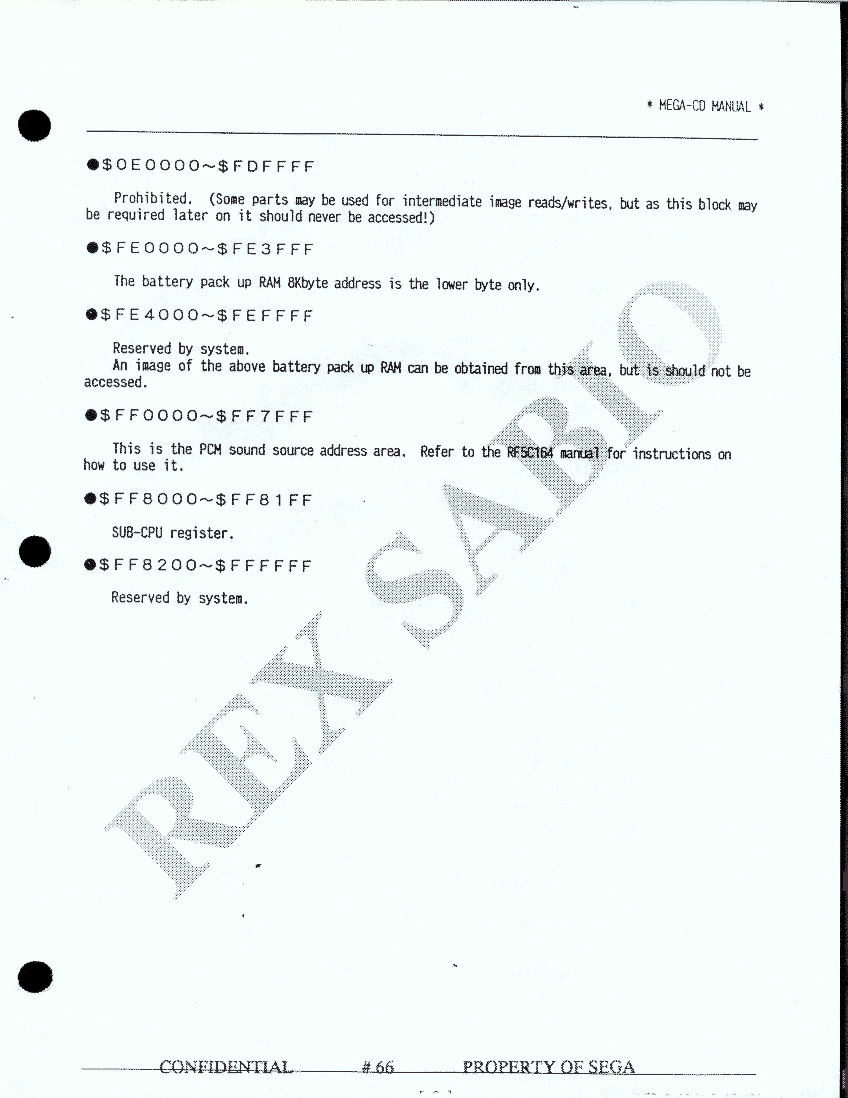 * MEGA-CD MANUAL *
●$0E0000~$FDFFFF
Prohibited. (Some parts may be used for intermediate image reads/writes, but as this block may
be required later on it should never be accessed!)
●$FE0000~$FE3FFF
The battery pack up RAM 8Kbyte address is the lower byte only.
●$FE4000~$FEFFFF
Reserved by system.
An image of the above battery pack up RAM can be obtained from this area, but is should not be
accessed.
●$FF0000~$FF7FFF
This is the PCM sound source address area. Refer to the RF5C164 manual for instructions on
how to use it.
●$FF8000~$FF81FF
SUB-CPU register.
●$FF8200~$FFFFFF
Reserved by system.
REX SABIO
CONFIDENTIAL #66 PROPERTY OF SEGA